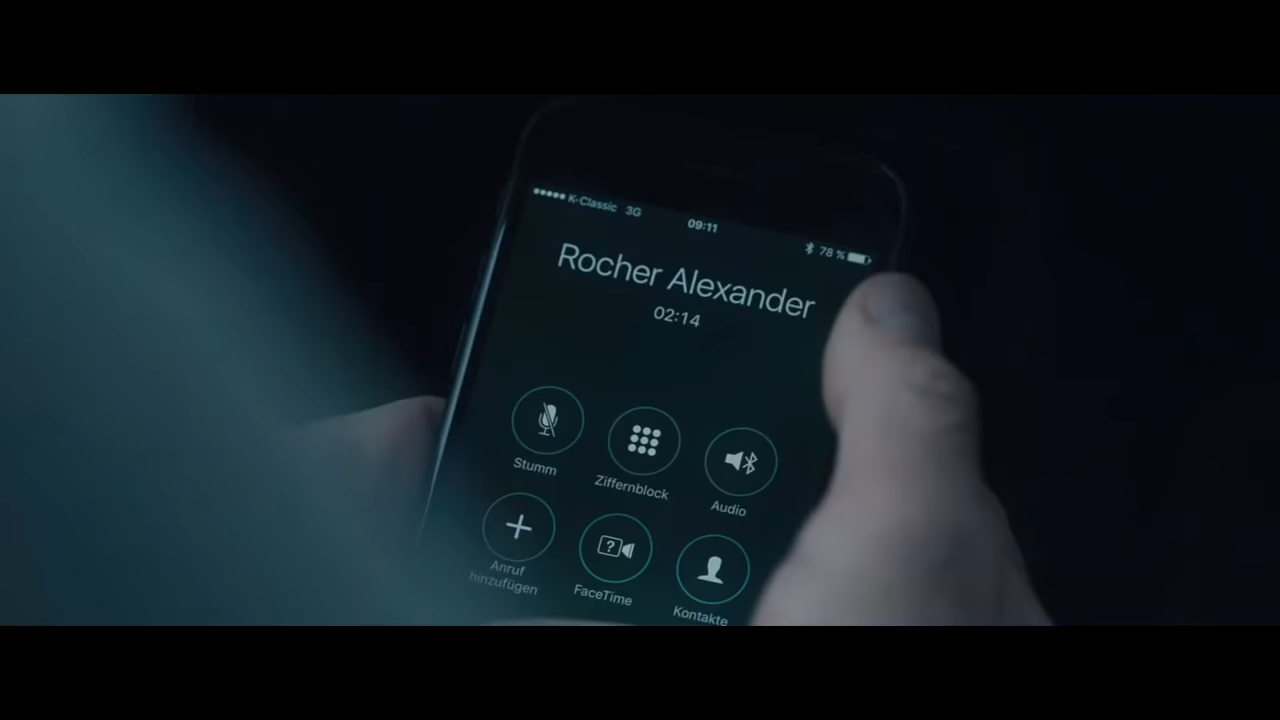 K-Classic 3G 09:11 78 %
Rocher Alexander
02:14
Stumm Ziffernblock Audio
Anruf hinzufügen FaceTime Kontakte